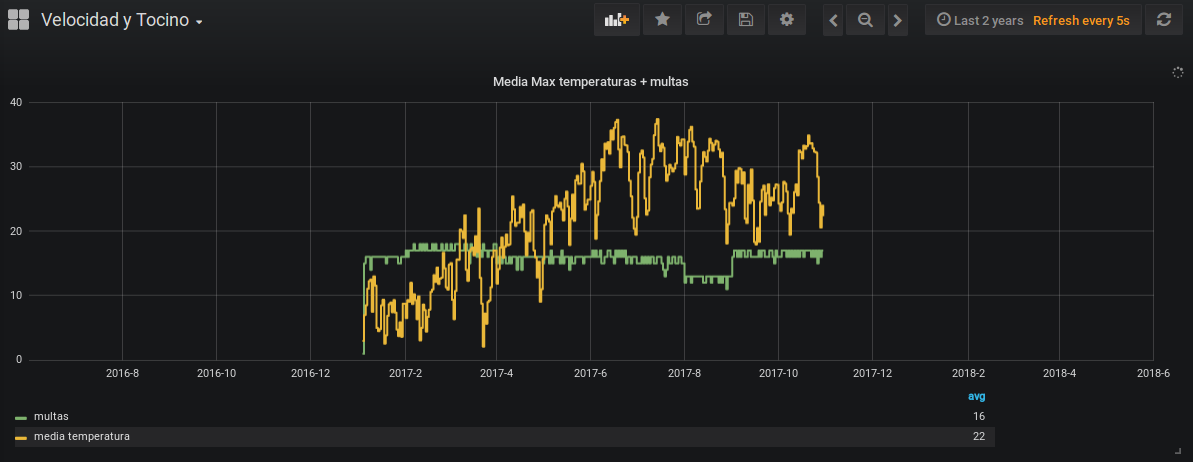 Velocidad y Tocino
Last 2 years Refresh every 5s
Media Max temperaturas + multas
40
30
20
10
0
2016-8 2016-10 2016-12 2017-2 2017-4 2017-6 2017-8 2017-10 2017-12 2018-2 2018-4 2018-6
avg
multas 16
media temperatura 22